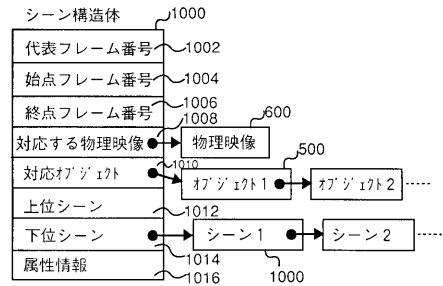 シーン構造体 1000
代表フレーム番号 1002
始点フレーム番号 1004
終点フレーム番号 1006
対応する物理映像 1008 物理映像 600
対応ｵﾌﾞｼﾞｪｸﾄ 1010 ｵﾌﾞｼﾞｪｸﾄ1 500 ｵﾌﾞｼﾞｪｸﾄ2
上位シーン 1012
下位シーン 1014 シーン1 1000 シーン2
属性情報 1016